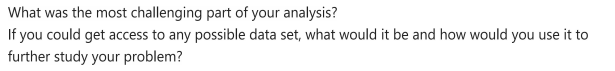 What was the most challenging part of your analysis?
If you could get access to any possible data set, what would it be and how would you use it to
further study your problem?